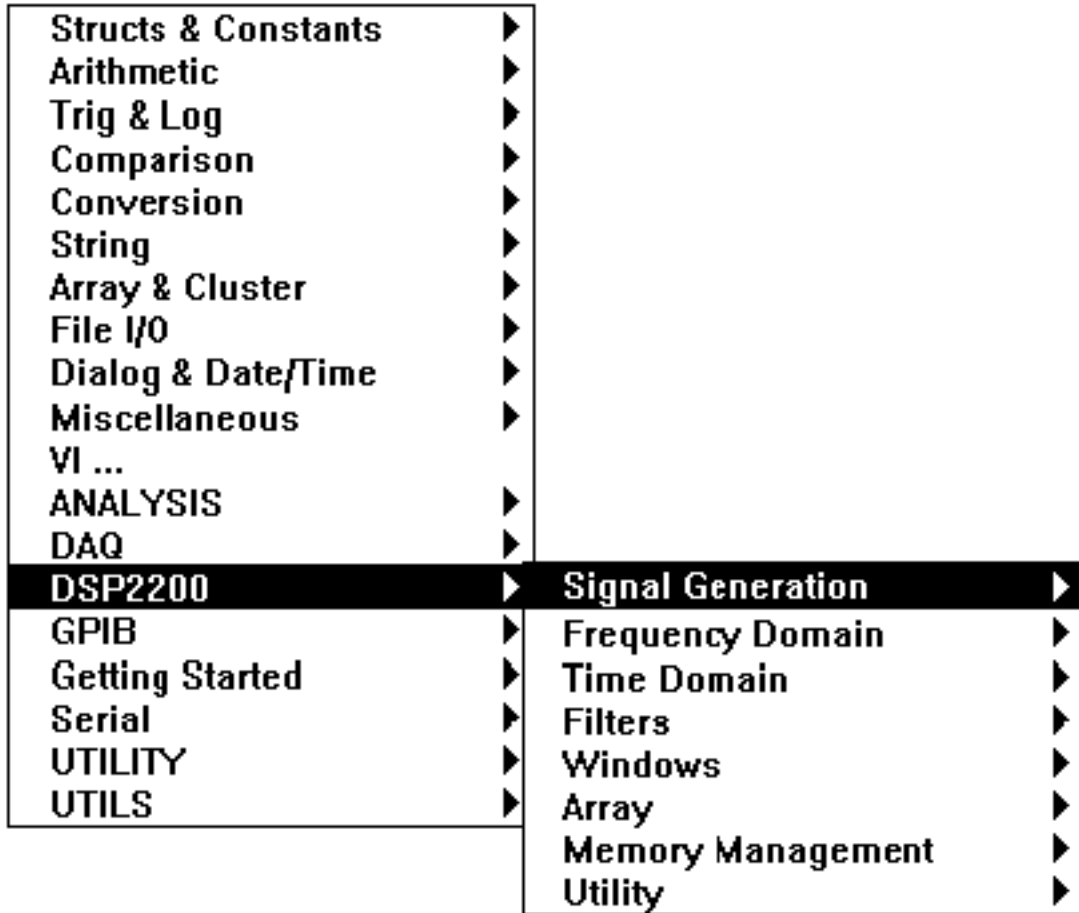 Structs & Constants
Arithmetic
Trig & Log
Comparison
Conversion
String
Array & Cluster
File I/O
Dialog & Date/Time
Miscellaneous
VI ...
ANALYSIS
DAQ
DSP2200
GPIB
Getting Started
Serial
UTILITY
UTILS
Signal Generation
Frequency Domain
Time Domain
Filters
Windows
Array
Memory Management
Utility